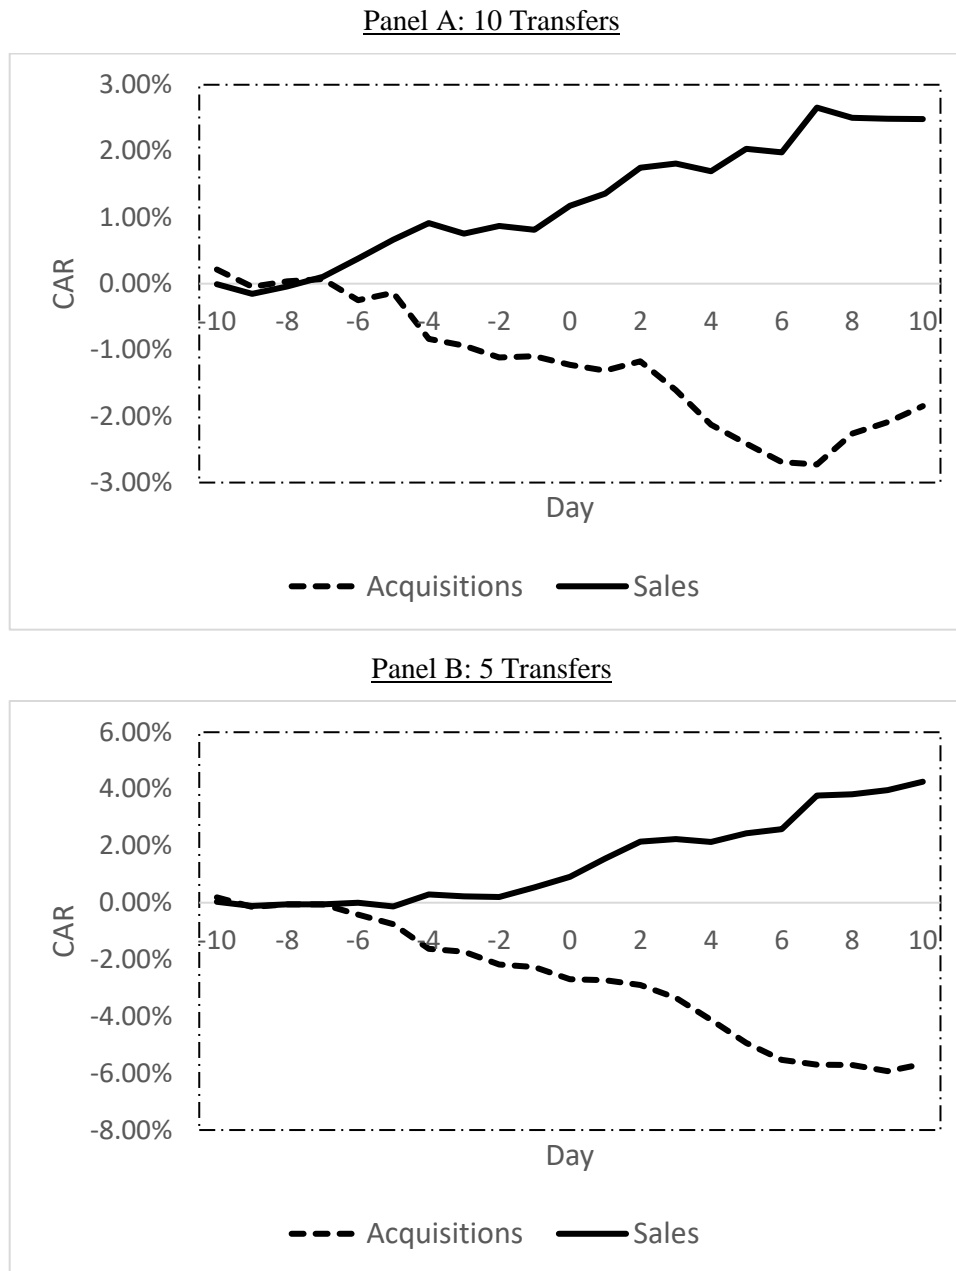 Panel A: 10 Transfers
3.00%
2.00%
1.00%
0.00%
-1.00%
-2.00%
-3.00%
CAR
-10 -8 -6 -4 -2 0 2 4 6 8 10
Day
Acquisitions Sales
Panel B: 5 Transfers
6.00%
4.00%
2.00%
0.00%
-2.00%
-4.00%
-6.00%
-8.00%
CAR
-10 -8 -6 -4 -2 0 2 4 6 8 10
Day
Acquisitions Sales